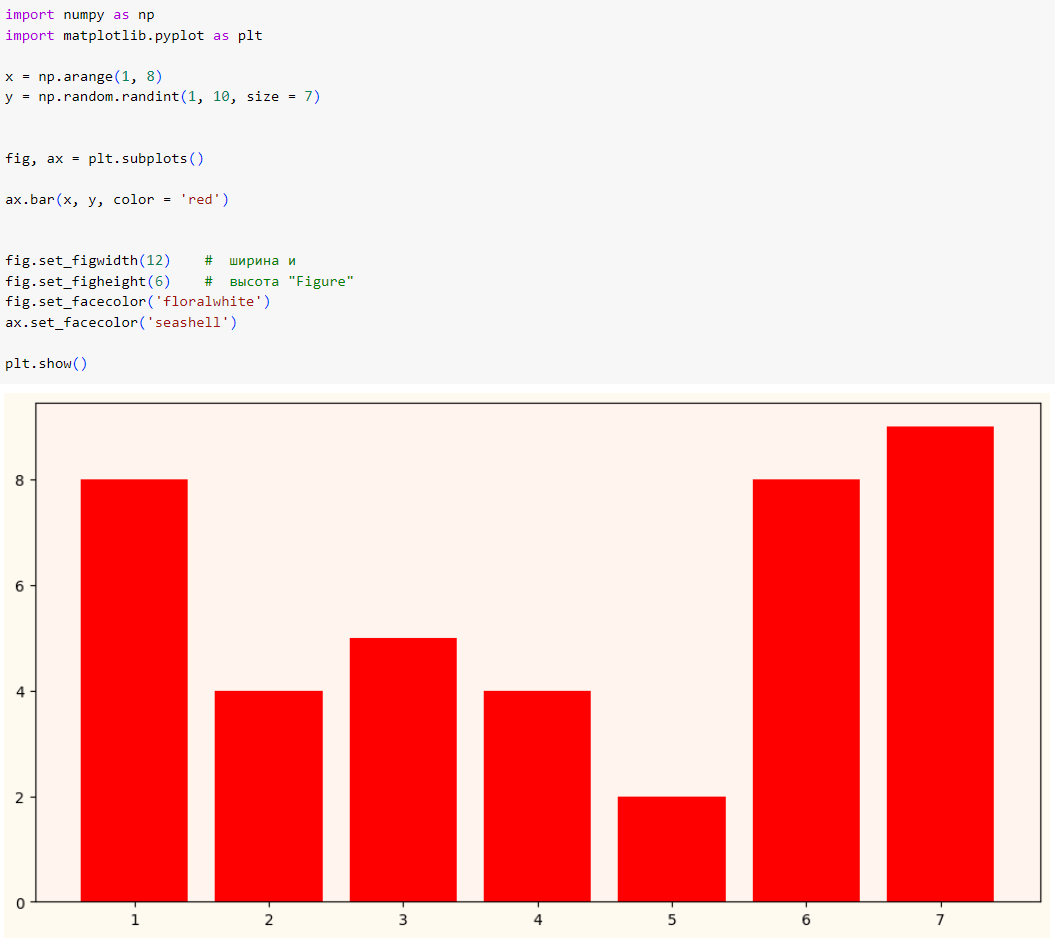 import numpy as np
import matplotlib.pyplot as plt
x = np.arange(1, 8)
y = np.random.randint(1, 10, size = 7)
fig, ax = plt.subplots()
ax.bar(x, y, color = 'red')
fig.set_figwidth(12)    #  ширина и
fig.set_figheight(6)    #  высота "Figure"
fig.set_facecolor('floralwhite')
ax.set_facecolor('seashell')
plt.show()
8
6
4
2
0
1 2 3 4 5 6 7